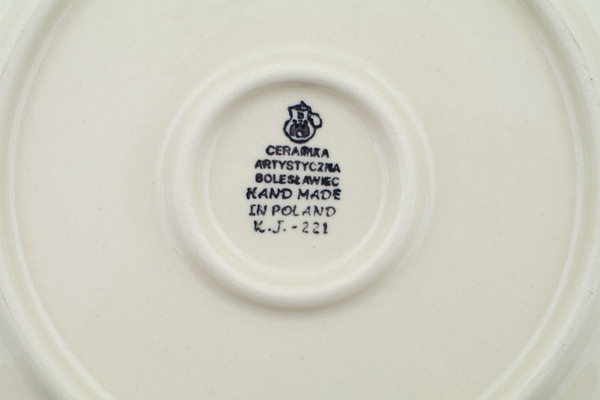 B
CERAMIKA
ARTYSTYCZNA
BOLESŁAWIEC
HAND MADE
IN POLAND
K.J.-221